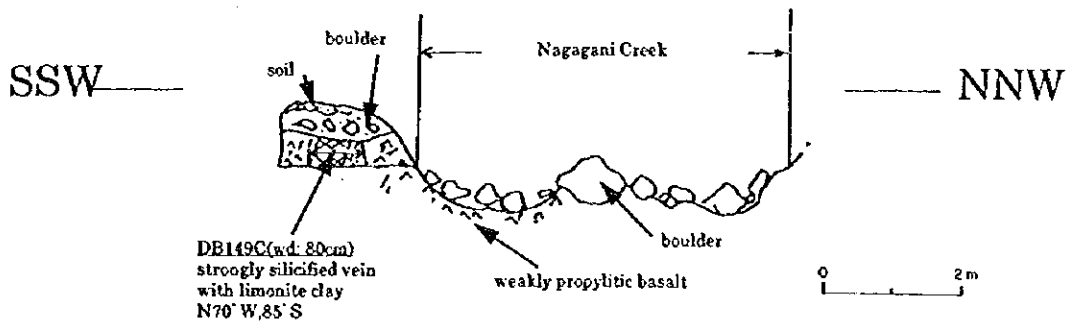 boulder
Nagagani Creek
soil
SSW
NNW
DB149C(wd: 80cm)
stroogly silicified vein
with limonite clay
N70°W,85°S
weakly propylitic basalt
boulder
0 2 m